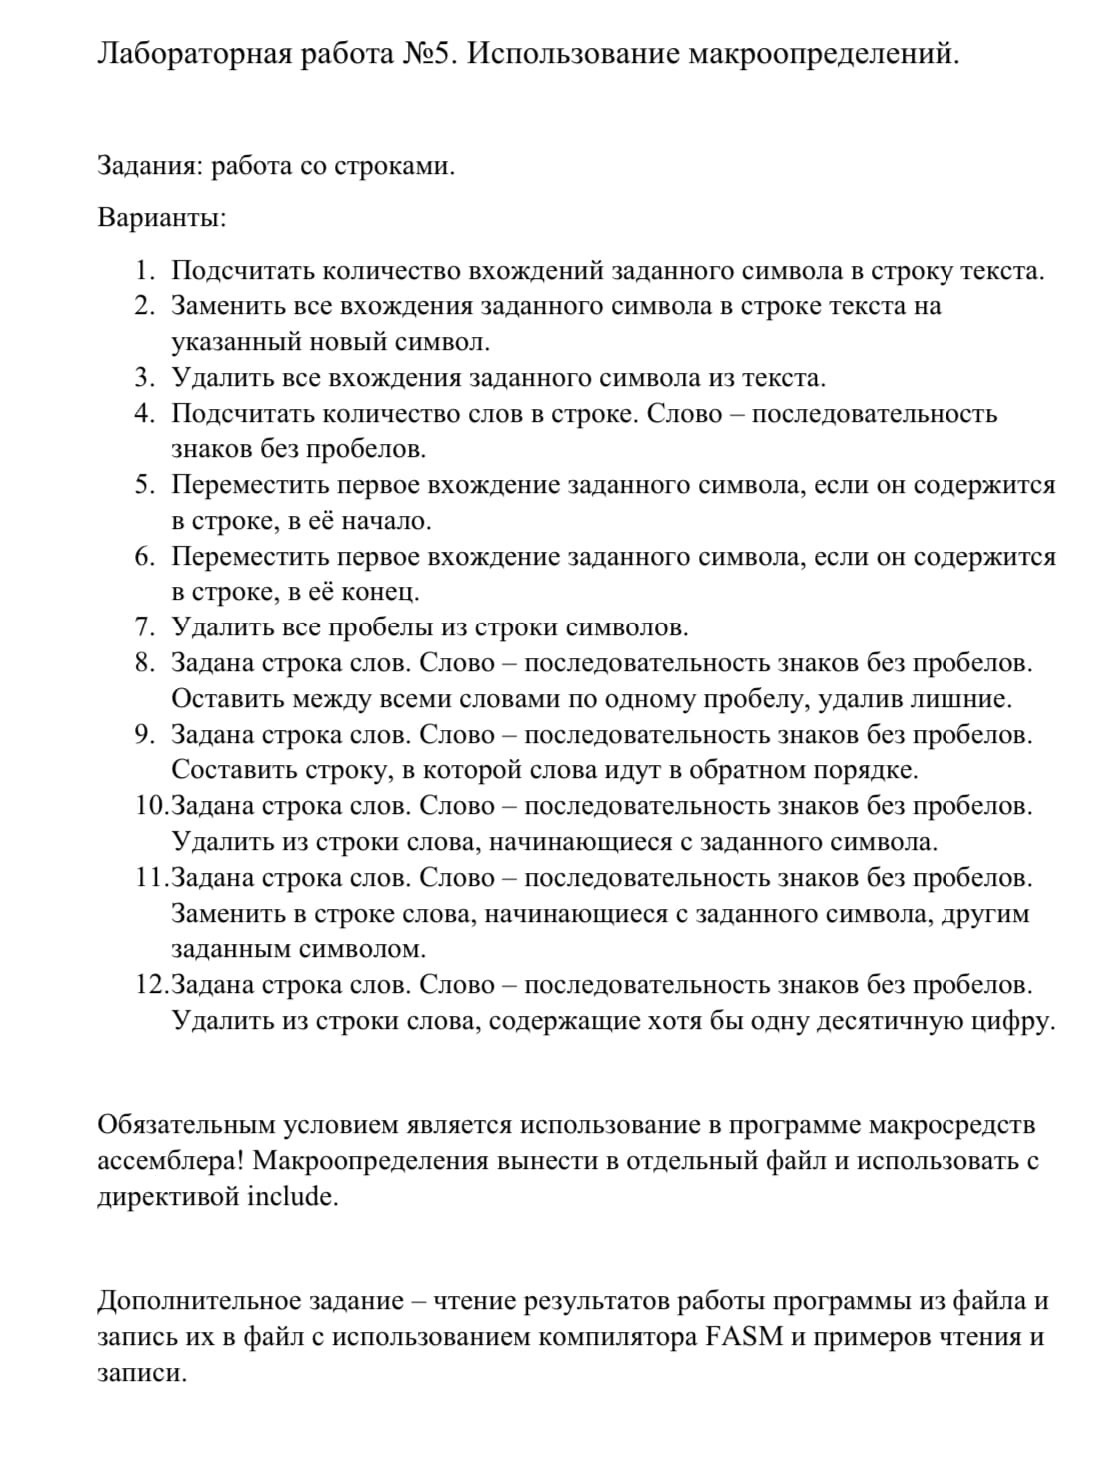 Лабораторная работа №5. Использование макроопределений.
Задания: работа со строками.
Варианты:
1. Подсчитать количество вхождений заданного символа в строку текста.
2. Заменить все вхождения заданного символа в строке текста на
указанный новый символ.
3. Удалить все вхождения заданного символа из текста.
4. Подсчитать количество слов в строке. Слово – последовательность
знаков без пробелов.
5. Переместить первое вхождение заданного символа, если он содержится
в строке, в её начало.
6. Переместить первое вхождение заданного символа, если он содержится
в строке, в её конец.
7. Удалить все пробелы из строки символов.
8. Задана строка слов. Слово – последовательность знаков без пробелов.
Оставить между всеми словами по одному пробелу, удалив лишние.
9. Задана строка слов. Слово – последовательность знаков без пробелов.
Составить строку, в которой слова идут в обратном порядке.
10.Задана строка слов. Слово – последовательность знаков без пробелов.
Удалить из строки слова, начинающиеся с заданного символа.
11.Задана строка слов. Слово – последовательность знаков без пробелов.
Заменить в строке слова, начинающиеся с заданного символа, другим
заданным символом.
12.Задана строка слов. Слово – последовательность знаков без пробелов.
Удалить из строки слова, содержащие хотя бы одну десятичную цифру.
Обязательным условием является использование в программе макросредств
ассемблера! Макроопределения вынести в отдельный файл и использовать с
директивой include.
Дополнительное задание – чтение результатов работы программы из файла и
запись их в файл с использованием компилятора FASM и примеров чтения и
записи.